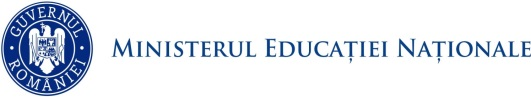 GUVERNUL
ROMÂNIEI
MINISTERUL EDUCAȚIEI NAȚIONALE